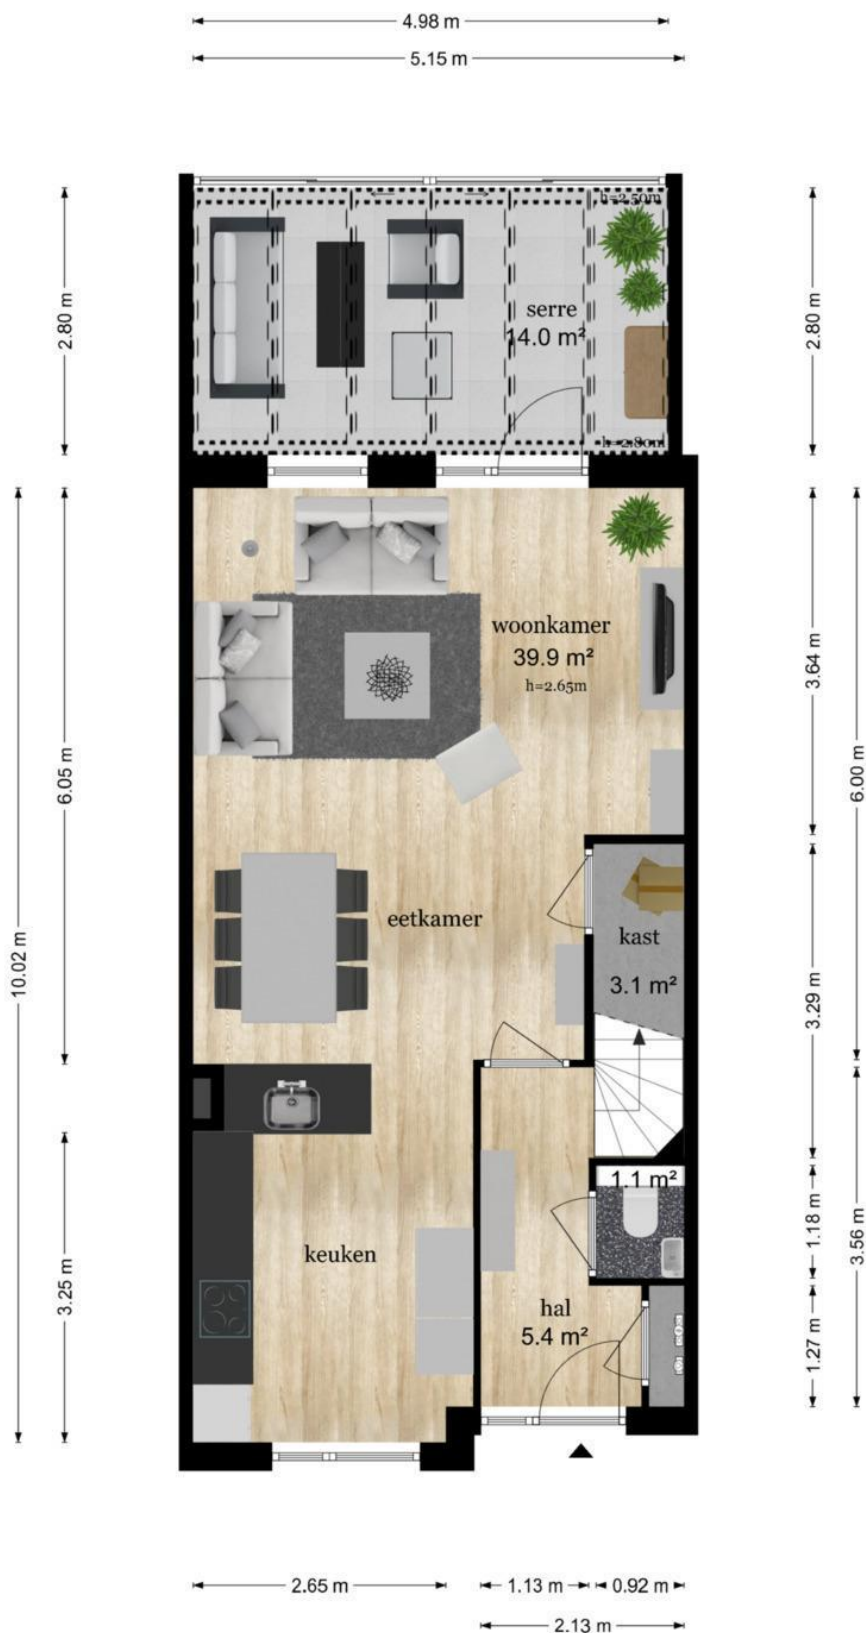 4.98 m
5.15 m
h=2.50m
serre
14.0 m²
2.80 m
2.80 m
h=2.80m
woonkamer
39.9 m²
h=2.65m
3.64 m
6.05 m
6.00 m
eetkamer
kast
3.1 m²
10.02 m
3.29 m
1.1 m²
1.18 m
keuken
3.25 m
3.56 m
hal
5.4 m²
1.27 m
2.65 m
1.13 m
0.92 m
2.13 m